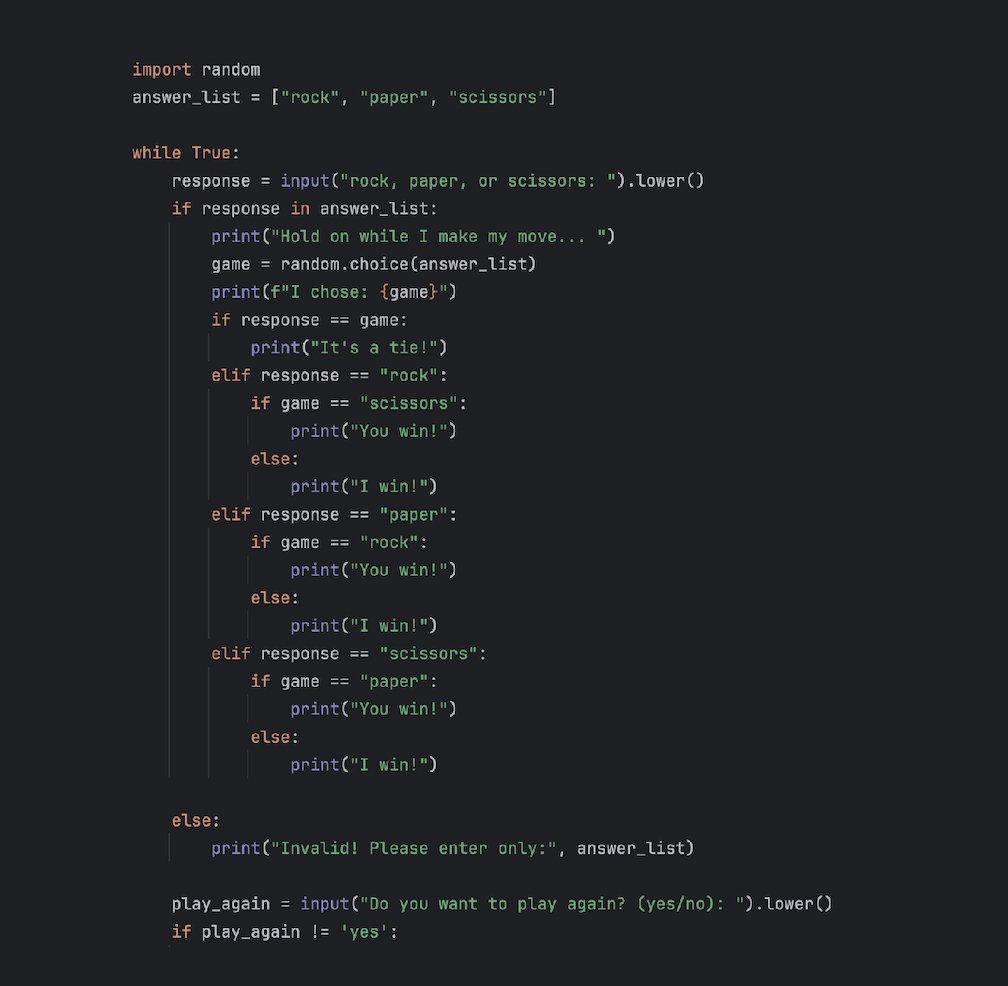 import random
answer_list = ["rock", "paper", "scissors"]

while True:
    response = input("rock, paper, or scissors: ").lower()
    if response in answer_list:
        print("Hold on while I make my move... ")
        game = random.choice(answer_list)
        print(f"I chose: {game}")
        if response == game:
            print("It's a tie!")
        elif response == "rock":
            if game == "scissors":
                print("You win!")
            else:
                print("I win!")
        elif response == "paper":
            if game == "rock":
                print("You win!")
            else:
                print("I win!")
        elif response == "scissors":
            if game == "paper":
                print("You win!")
            else:
                print("I win!")

    else:
        print("Invalid! Please enter only:", answer_list)

    play_again = input("Do you want to play again? (yes/no): ").lower()
    if play_again != 'yes':